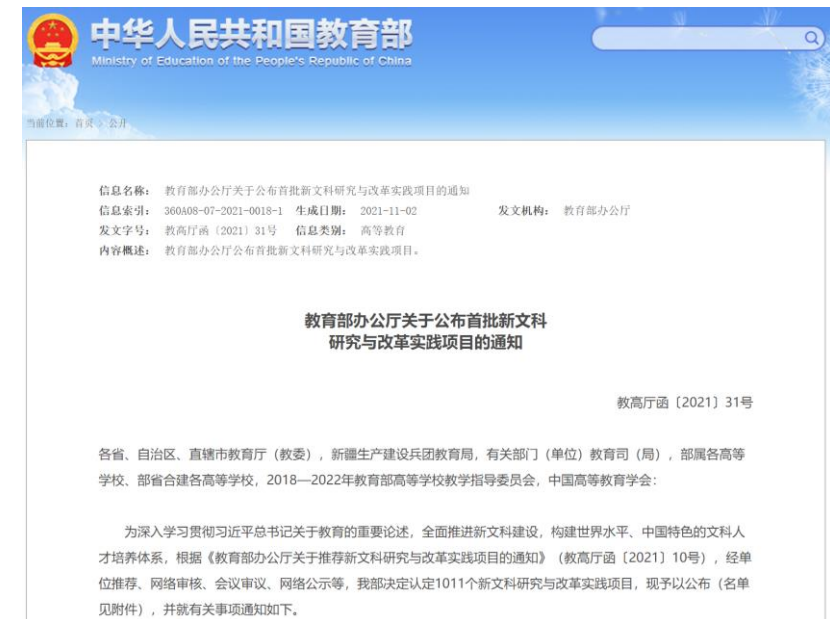 中华人民共和国教育部
Ministry of Education of the People's Republic of China
当前位置：首页 > 公开
信息名称： 教育部办公厅关于公布首批新文科研究与改革实践项目的通知
信息索引： 360A08-07-2021-0018-1 生成日期： 2021-11-02 发文机构： 教育部办公厅
发文字号： 教高厅函〔2021〕31号 信息类别： 高等教育
内容概述： 教育部办公厅公布首批新文科研究与改革实践项目。
教育部办公厅关于公布首批新文科
研究与改革实践项目的通知
教高厅函〔2021〕31号
各省、自治区、直辖市教育厅（教委），新疆生产建设兵团教育局，有关部门（单位）教育司（局），部属各高等
学校、部省合建各高等学校，2018—2022年教育部高等学校教学指导委员会，中国高等教育学会：
为深入学习贯彻习近平总书记关于教育的重要论述，全面推进新文科建设，构建世界水平、中国特色的文科人
才培养体系，根据《教育部办公厅关于推荐新文科研究与改革实践项目的通知》（教高厅函〔2021〕10号），经单
位推荐、网络审核、会议审议、网络公示等，我部决定认定1011个新文科研究与改革实践项目，现予以公布（名单
见附件），并就有关事项通知如下。